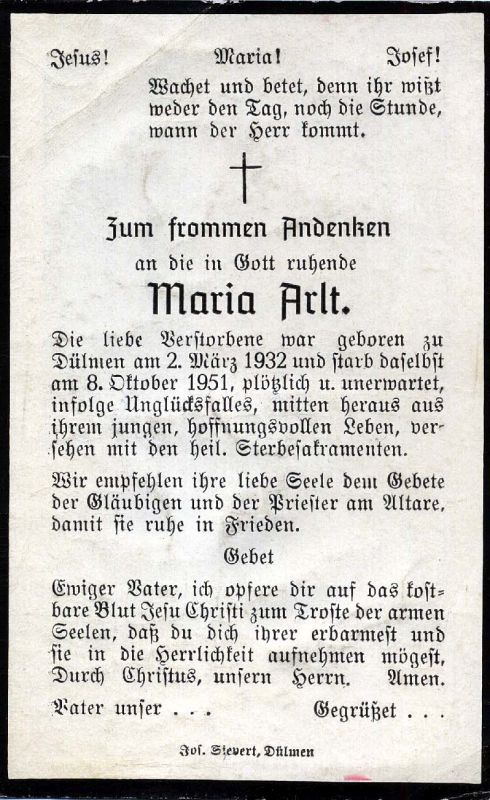 Jesus! Maria! Josef!
Wachet und betet, denn ihr wißt
weder den Tag, noch die Stunde,
wann der Herr kommt.
Zum frommen Andenken
an die in Gott ruhende
Maria Arlt.
Die liebe Verstorbene war geboren zu
Dülmen am 2. März 1932 und starb daselbst
am 8. Oktober 1951, plötzlich u. unerwartet,
infolge Unglücksfalles, mitten heraus aus
ihrem jungen, hoffnungsvollen Leben, ver-
sehen mit den heil. Sterbesakramenten.
Wir empfehlen ihre liebe Seele dem Gebete
der Gläubigen und der Priester am Altare,
damit sie ruhe in Frieden.
Gebet
Ewiger Vater, ich opfere dir auf das kost-
bare Blut Jesu Christi zum Troste der armen
Seelen, daß du dich ihrer erbarmest und
sie in die Herrlichkeit aufnehmen mögest,
Durch Christus, unsern Herrn. Amen.
Vater unser . . . Gegrüßet . . .
Jos. Sievert, Dülmen